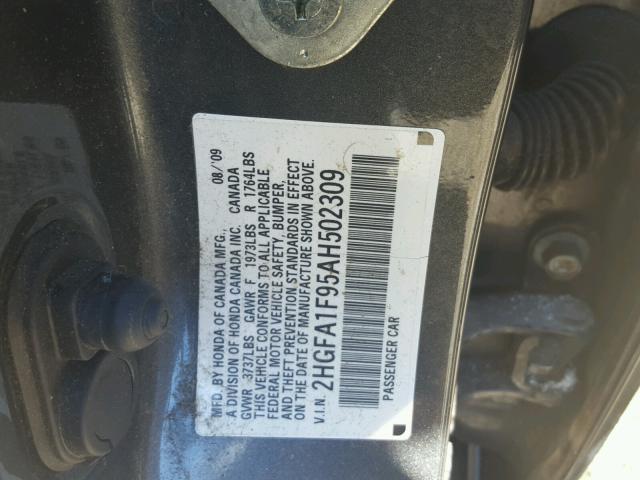 MFD. BY HONDA OF CANADA MFG., 08/'09
A DIVISION OF HONDA CANADA INC. CANADA
GVWR 3737LBS GAWR F 1973LBS R 1764LBS
THIS VEHICLE CONFORMS TO ALL APPLICABLE
FEDERAL MOTOR VEHICLE SAFETY, BUMPER,
AND THEFT PREVENTION STANDARDS IN EFFECT
ON THE DATE OF MANUFACTURE SHOWN ABOVE.
V.I.N. 2HGFA1F95AH502309
PASSENGER CAR